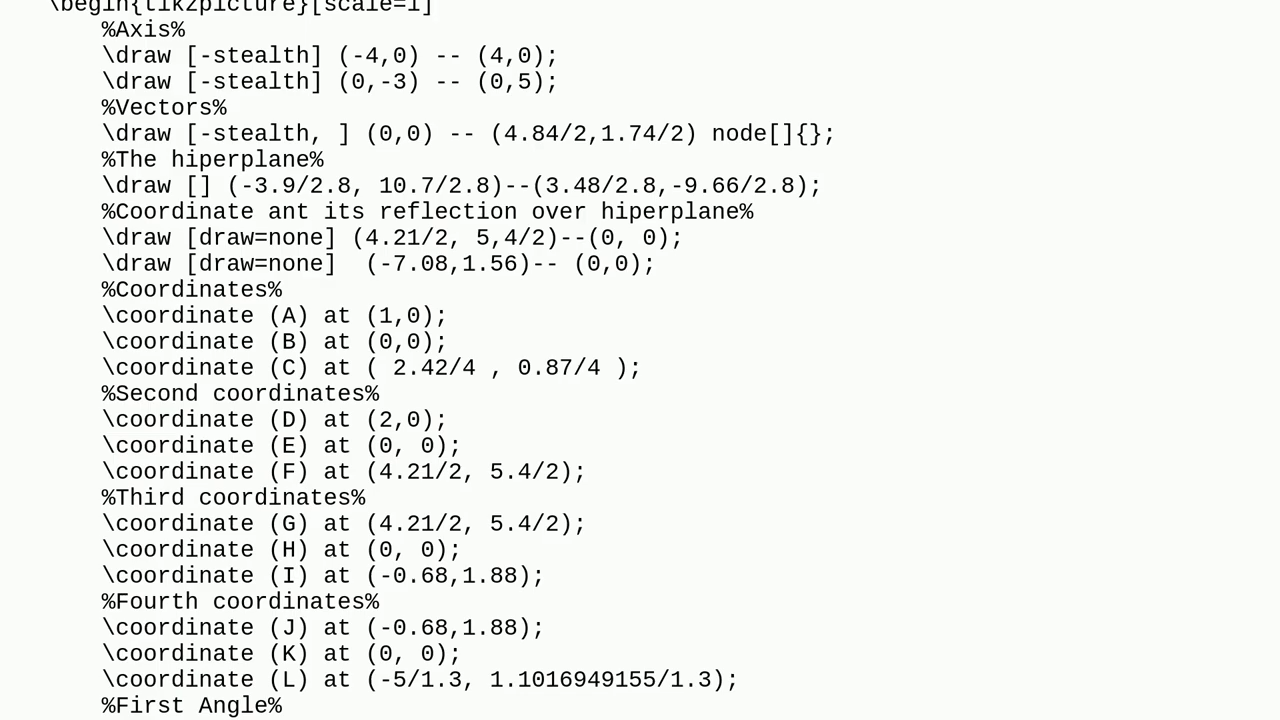 \begin{tikzpicture}[scale=1]
%Axis%
\draw [-stealth] (-4,0) -- (4,0);
\draw [-stealth] (0,-3) -- (0,5);
%Vectors%
\draw [-stealth, ] (0,0) -- (4.84/2,1.74/2) node[]{};
%The hiperplane%
\draw [] (-3.9/2.8, 10.7/2.8)--(3.48/2.8,-9.66/2.8);
%Coordinate ant its reflection over hiperplane%
\draw [draw=none] (4.21/2, 5,4/2)--(0, 0);
\draw [draw=none]  (-7.08,1.56)-- (0,0);
%Coordinates%
\coordinate (A) at (1,0);
\coordinate (B) at (0,0);
\coordinate (C) at ( 2.42/4 , 0.87/4 );
%Second coordinates%
\coordinate (D) at (2,0);
\coordinate (E) at (0, 0);
\coordinate (F) at (4.21/2, 5.4/2);
%Third coordinates%
\coordinate (G) at (4.21/2, 5.4/2);
\coordinate (H) at (0, 0);
\coordinate (I) at (-0.68,1.88);
%Fourth coordinates%
\coordinate (J) at (-0.68,1.88);
\coordinate (K) at (0, 0);
\coordinate (L) at (-5/1.3, 1.1016949155/1.3);
%First Angle%